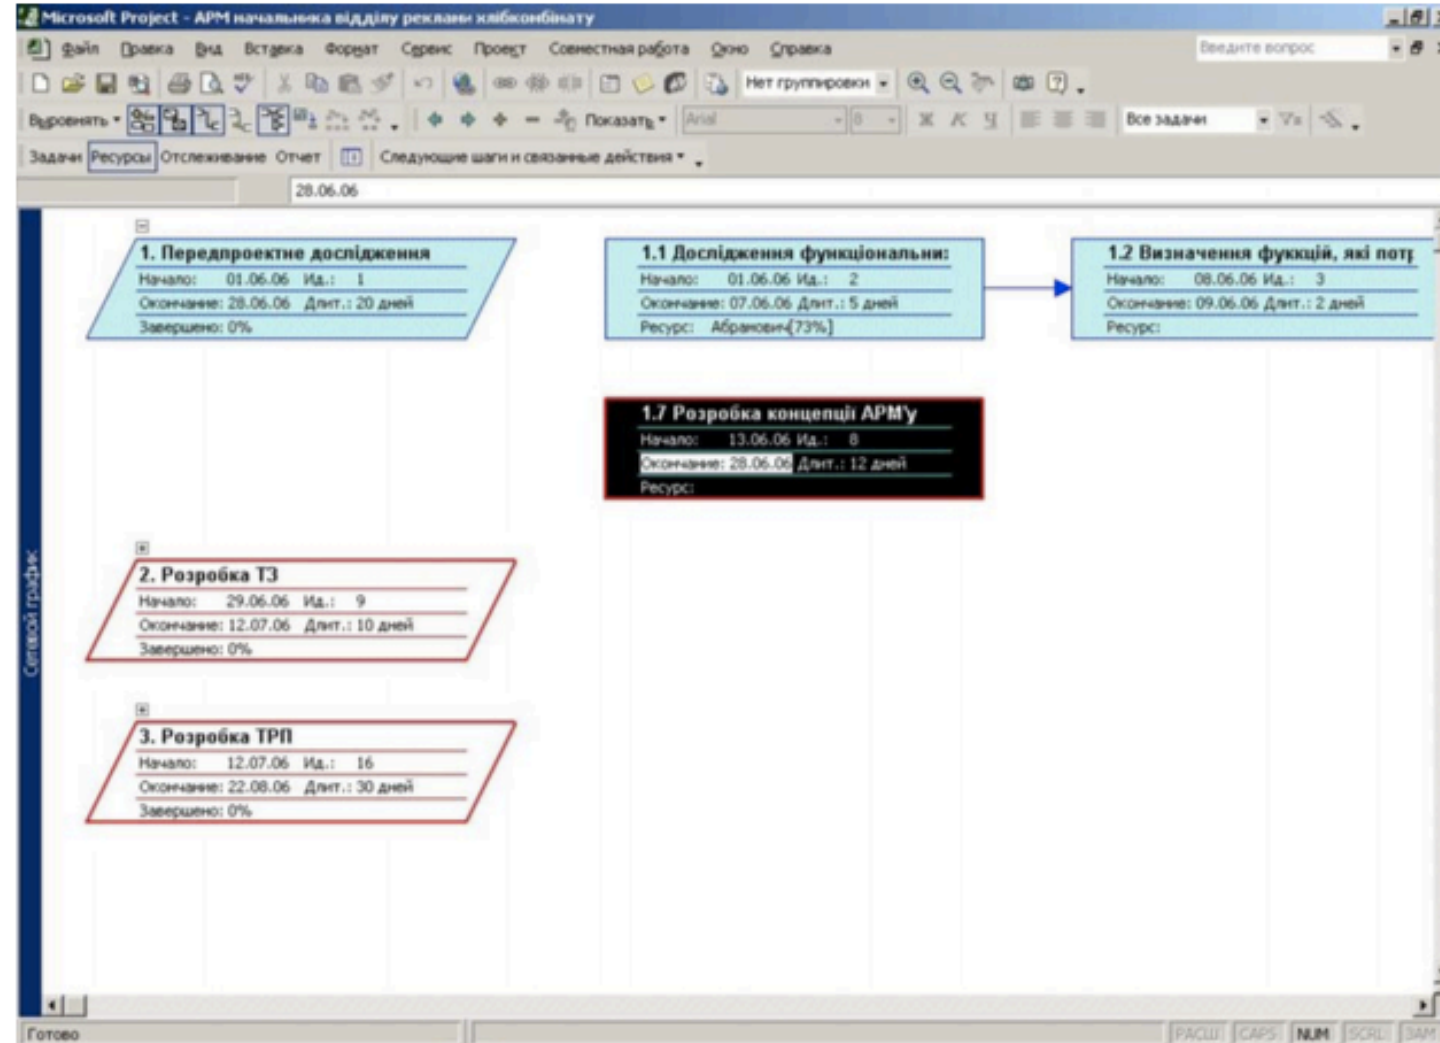 Microsoft Project - АРМ начальника відділу реклами хлібкомбінату
Файл Правка Вид Вставка Формат Сервис Проект Совместная работа Окно Справка Введите вопрос
Нет группировки
Выровнять Показать Arial 8 Ж К Ч Все задачи
Задачи Ресурсы Отслеживание Отчет Следующие шаги и связанные действия
28.06.06
1. Передпроектне дослідження
Начало: 01.06.06 Ид.: 1
Окончание: 28.06.06 Длит.: 20 дней
Завершено: 0%
1.1 Дослідження функціональни:
Начало: 01.06.06 Ид.: 2
Окончание: 07.06.06 Длит.: 5 дней
Ресурс: Абранович[73%]
1.2 Визначення фуккцій, які потр
Начало: 08.06.06 Ид.: 3
Окончание: 09.06.06 Длит.: 2 дней
Ресурс:
1.7 Розробка концепції АРМ'у
Начало: 13.06.06 Ид.: 8
Окончание: 28.06.06 Длит.: 12 дней
Ресурс:
2. Розробка ТЗ
Начало: 29.06.06 Ид.: 9
Окончание: 12.07.06 Длит.: 10 дней
Завершено: 0%
3. Розробка ТРП
Начало: 12.07.06 Ид.: 16
Окончание: 22.08.06 Длит.: 30 дней
Завершено: 0%
Сетевой график
Готово РАСШ CAPS NUM SCRL ЗАМ